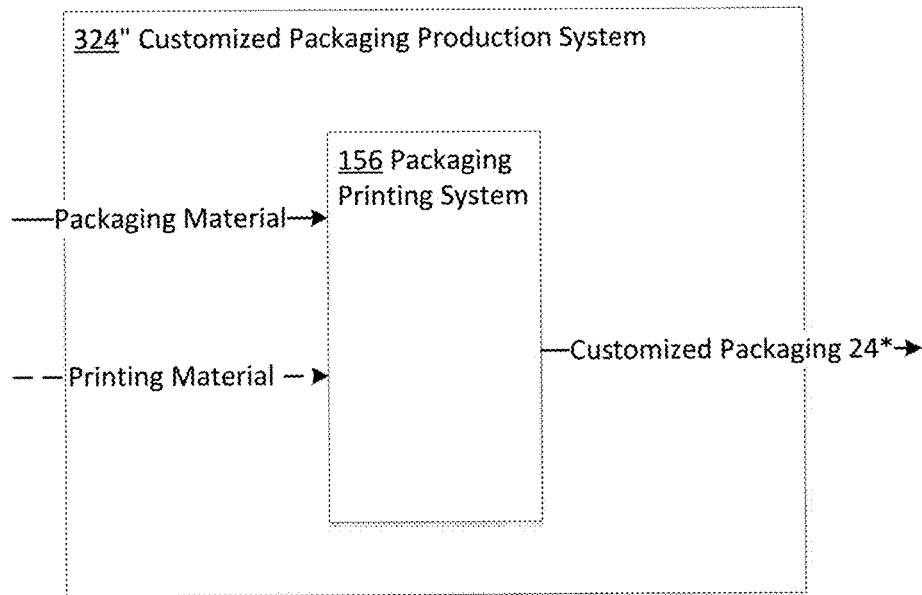 324" Customized Packaging Production System
156 Packaging
Printing System
Packaging Material
Customized Packaging 24*
Printing Material